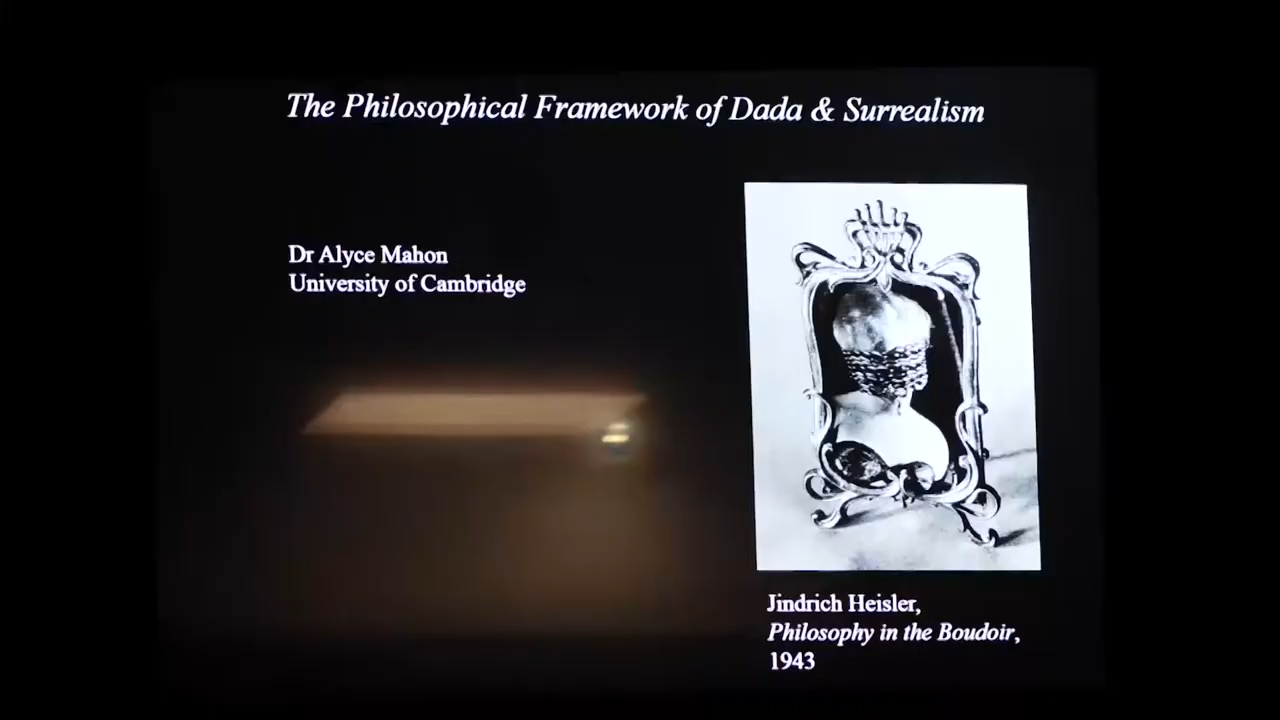 The Philosophical Framework of Dada & Surrealism
Dr Alyce Mahon
University of Cambridge
Jindrich Heisler,
Philosophy in the Boudoir,
1943